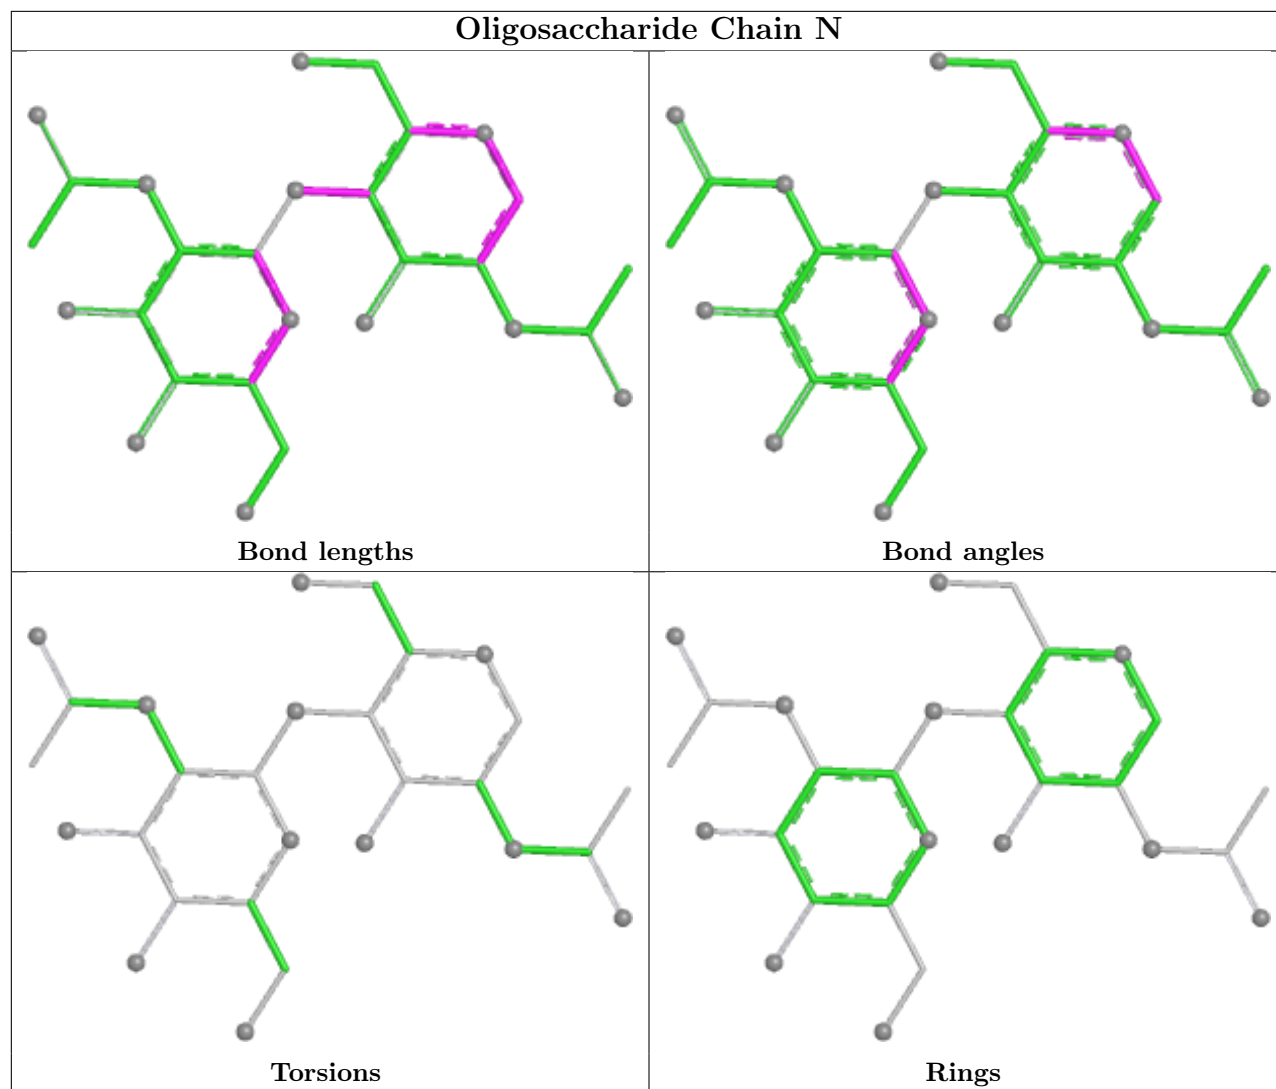 Oligosaccharide Chain N
Bond lengths
Bond angles
Torsions
Rings